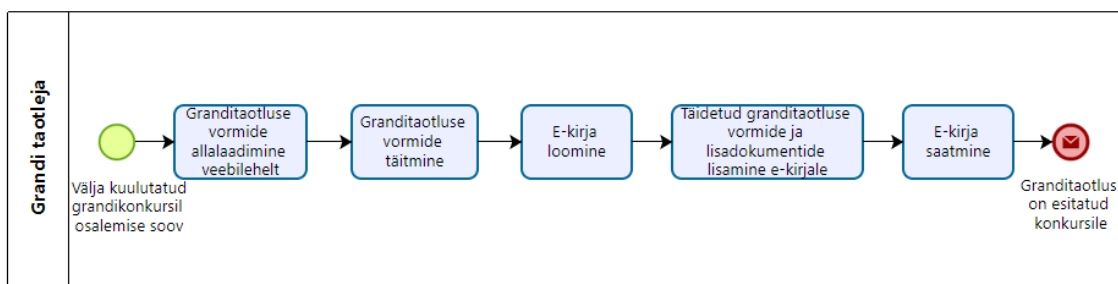 Grandi taotleja
Välja kuulutatud
grandikonkursil
osalemise soov
Granditaotluse
vormide
allalaadimine
veebilehelt
Granditaotluse
vormide
täitmine
E-kirja
loomine
Täidetud granditaotluse
vormide ja
lisadokumentide
lisamine e-kirjale
E-kirja
saatmine
Granditaotlus
on esitatud
konkursile